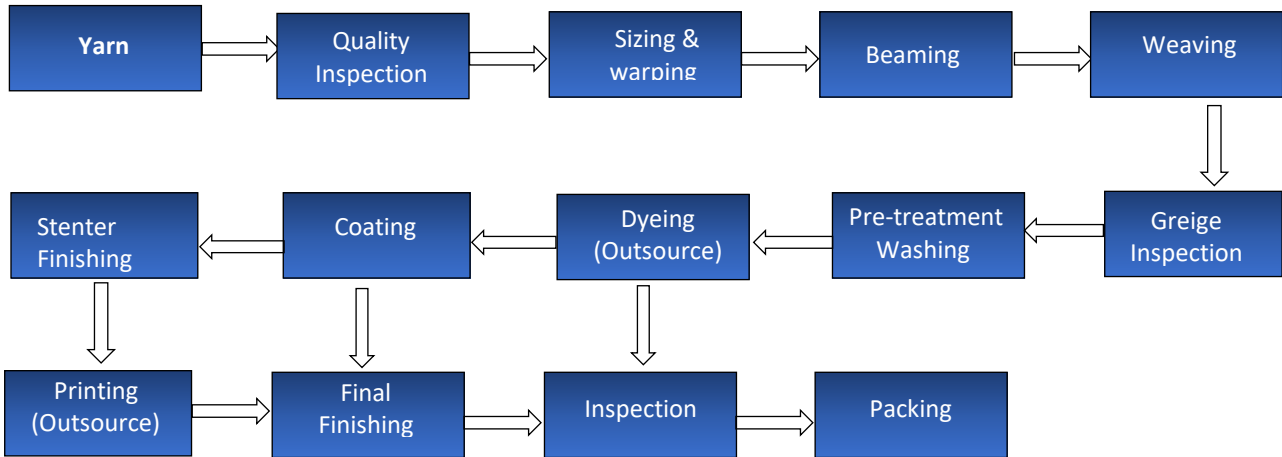 Yarn
Quality
Inspection
Sizing &
warping
Beaming
Weaving
Stenter
Finishing
Coating
Dyeing
(Outsource)
Pre-treatment
Washing
Greige
Inspection
Printing
(Outsource)
Final
Finishing
Inspection
Packing